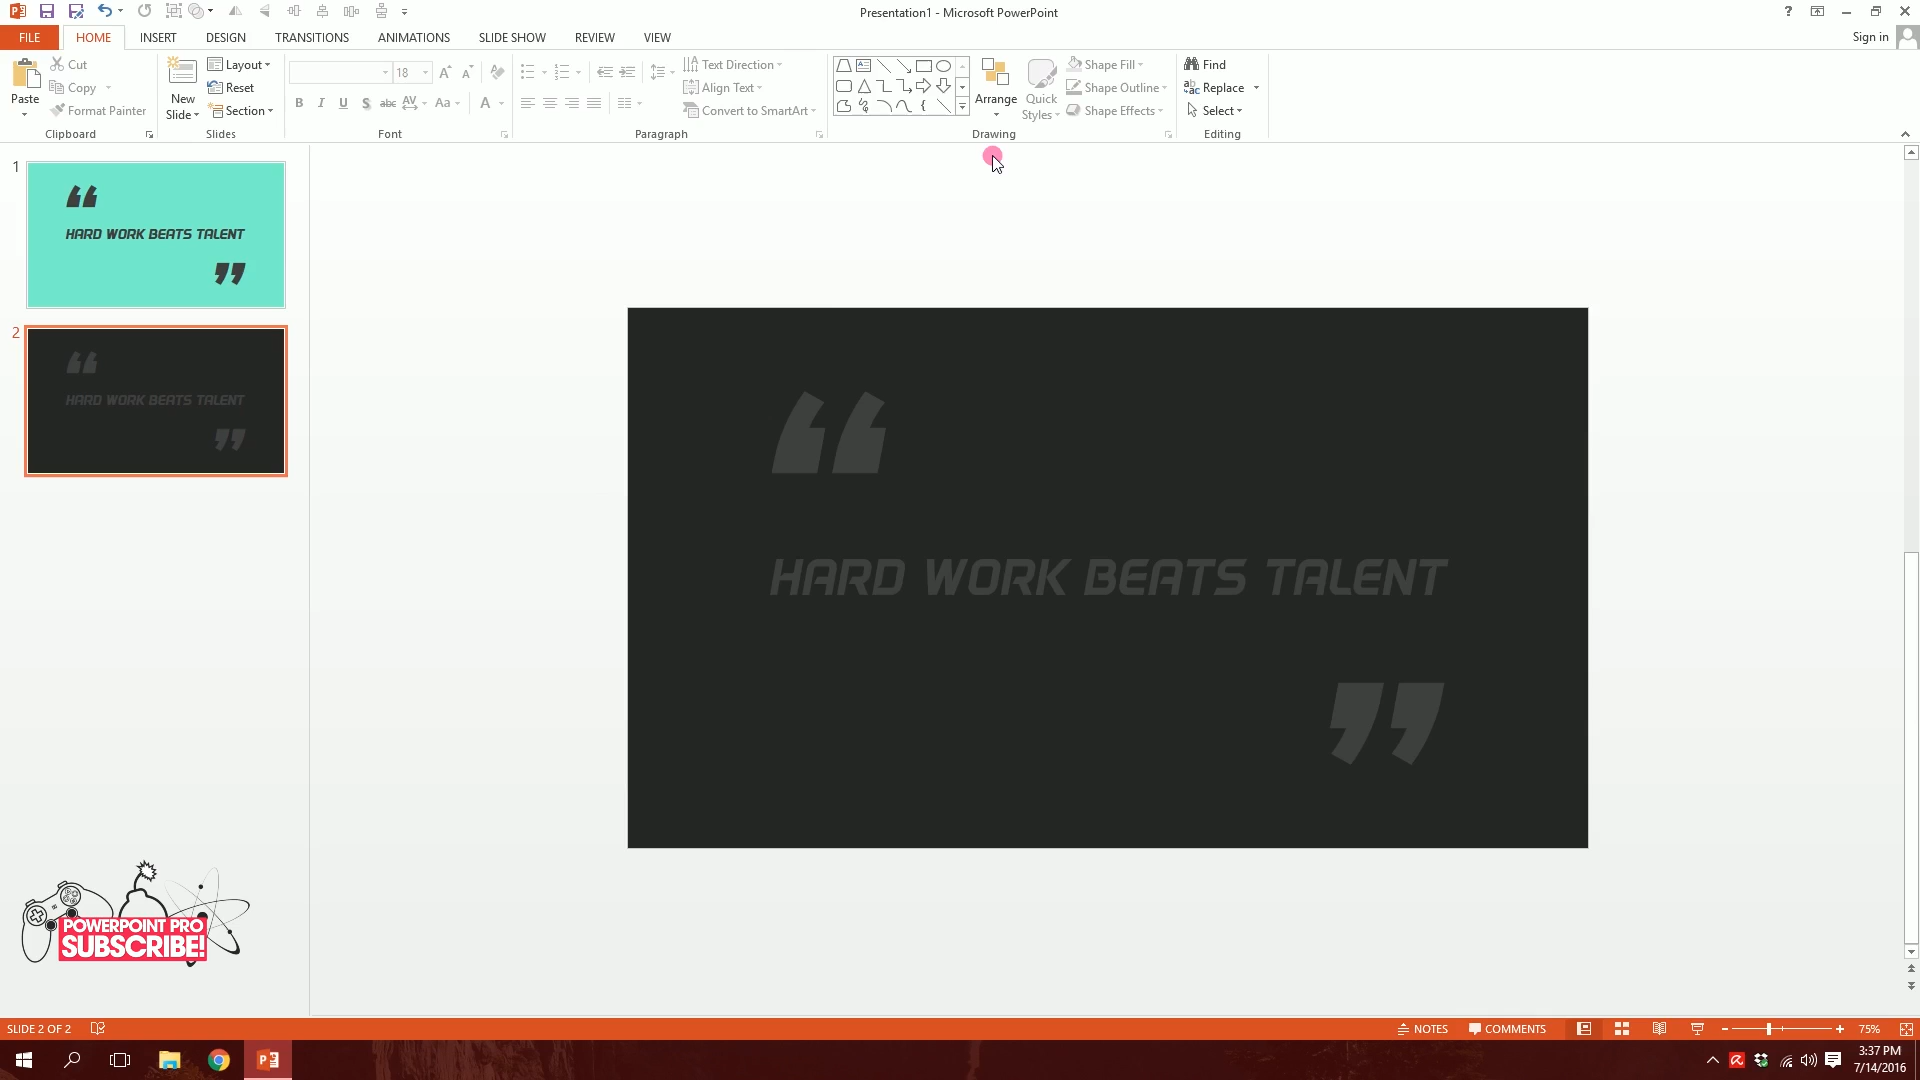 Presentation1 - Microsoft PowerPoint
?
FILE HOME INSERT DESIGN TRANSITIONS ANIMATIONS SLIDE SHOW REVIEW VIEW
Sign in
Paste
Cut
Copy
Format Painter
Clipboard
New Slide
Layout
Reset
Section
Slides
18
B I U S abc AV Aa A
Font
Text Direction
Align Text
Convert to SmartArt
Paragraph
Arrange
Quick Styles
Shape Fill
Shape Outline
Shape Effects
Drawing
Find
Replace
Select
Editing
1
“
HARD WORK BEATS TALENT
”
2
“
HARD WORK BEATS TALENT
”
“
HARD WORK BEATS TALENT
”
POWERPOINT PRO
SUBSCRIBE!
SLIDE 2 OF 2
NOTES
COMMENTS
75%
3:37 PM
7/14/2016